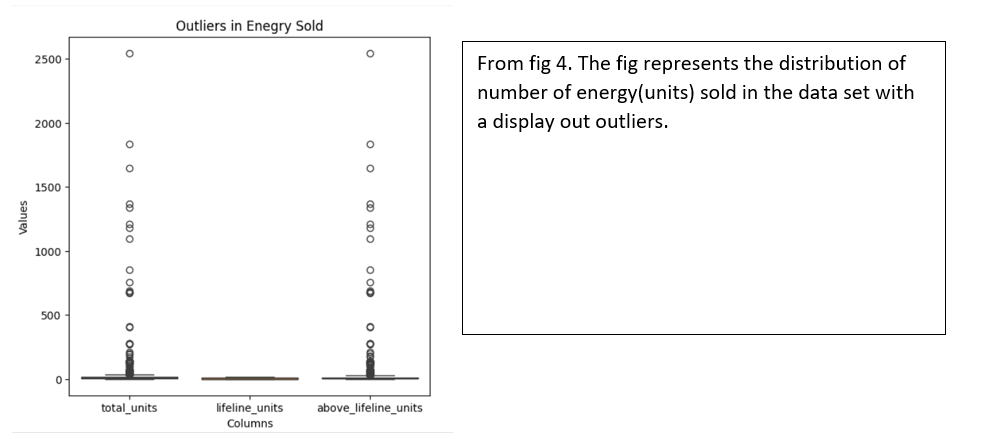 Outliers in Enegry Sold
2500
2000
1500
1000
500
0
Values
total_units
lifeline_units
above_lifeline_units
Columns
From fig 4. The fig represents the distribution of
number of energy(units) sold in the data set with
a display out outliers.